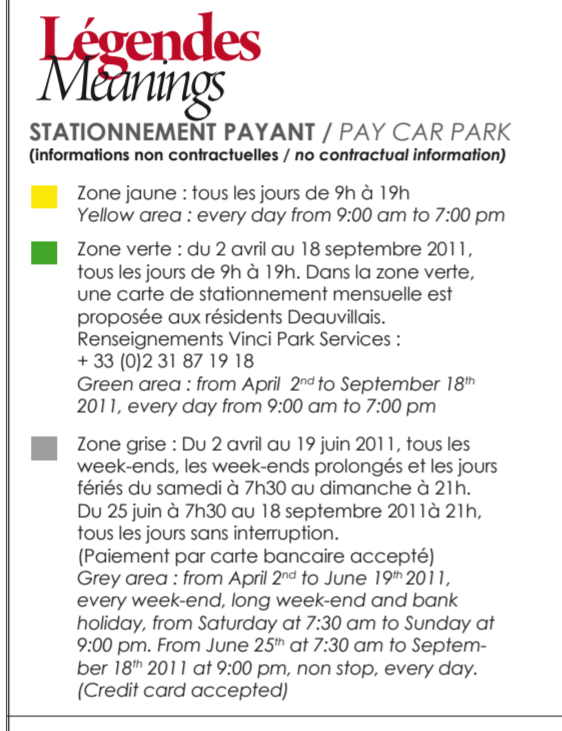 Légendes
Meanings
STATIONNEMENT PAYANT / PAY CAR PARK
(informations non contractuelles / no contractual information)
Zone jaune : tous les jours de 9h à 19h
Yellow area : every day from 9:00 am to 7:00 pm
Zone verte : du 2 avril au 18 septembre 2011,
tous les jours de 9h à 19h. Dans la zone verte,
une carte de stationnement mensuelle est
proposée aux résidents Deauvillais.
Renseignements Vinci Park Services :
+ 33 (0)2 31 87 19 18
Green area : from April 2nd to September 18th
2011, every day from 9:00 am to 7:00 pm
Zone grise : Du 2 avril au 19 juin 2011, tous les
week-ends, les week-ends prolongés et les jours
fériés du samedi à 7h30 au dimanche à 21h.
Du 25 juin à 7h30 au 18 septembre 2011à 21h,
tous les jours sans interruption.
(Paiement par carte bancaire accepté)
Grey area : from April 2nd to June 19th 2011,
every week-end, long week-end and bank
holiday, from Saturday at 7:30 am to Sunday at
9:00 pm. From June 25th at 7:30 am to Septem-
ber 18th 2011 at 9:00 pm, non stop, every day.
(Credit card accepted)